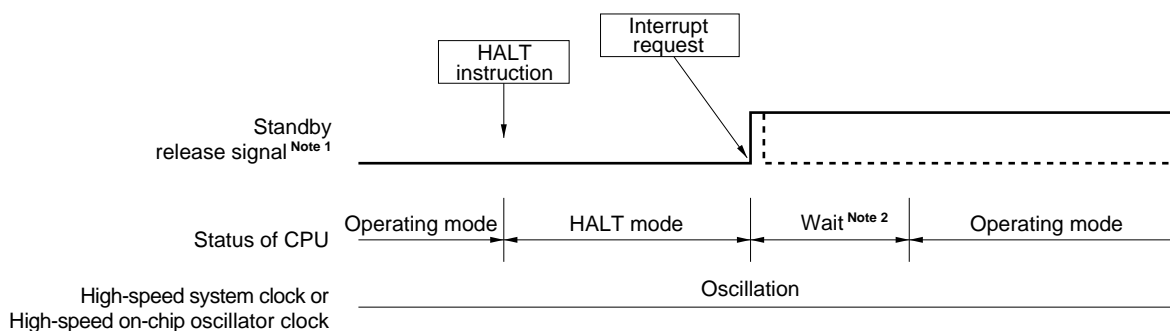 HALT
instruction
Interrupt
request
Standby
release signal Note 1
Status of CPU
Operating mode
HALT mode
Wait Note 2
Operating mode
High-speed system clock or
High-speed on-chip oscillator clock
Oscillation